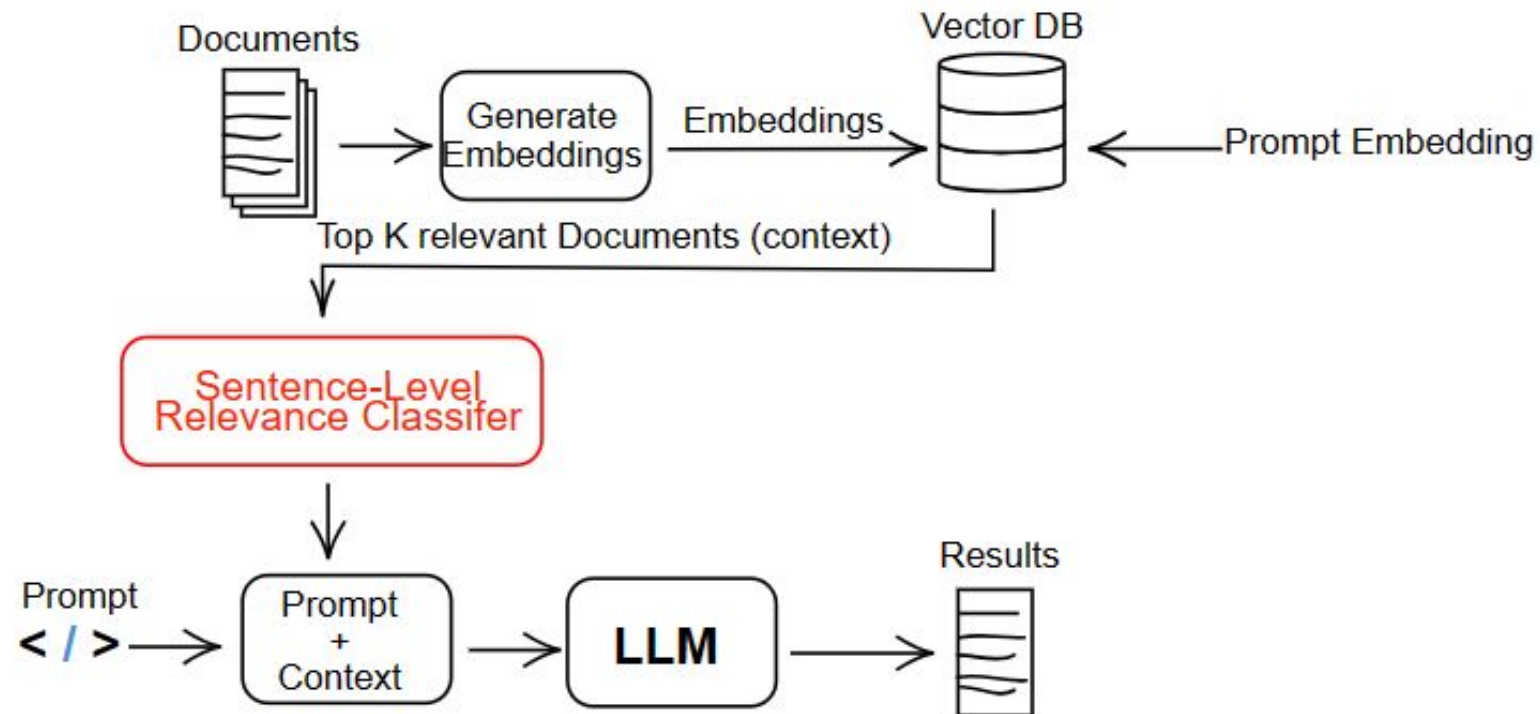 Documents
Vector DB
Generate
Embeddings
Embeddings
Prompt Embedding
Top K relevant Documents (context)
Sentence-Level
Relevance Classifer
Prompt
< / >
Prompt
+
Context
LLM
Results